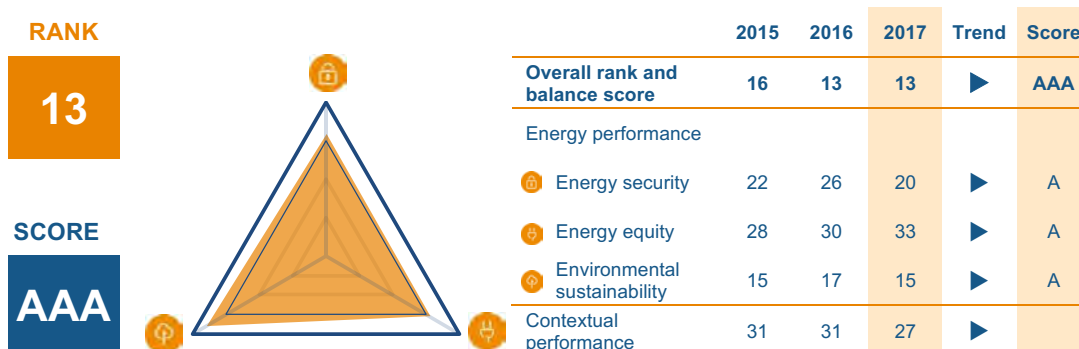 RANK
13
SCORE
AAA
2015 2016 2017 Trend Score
Overall rank and
balance score 16 13 13 AAA
Energy performance
Energy security 22 26 20 A
Energy equity 28 30 33 A
Environmental
sustainability 15 17 15 A
Contextual
performance 31 31 27